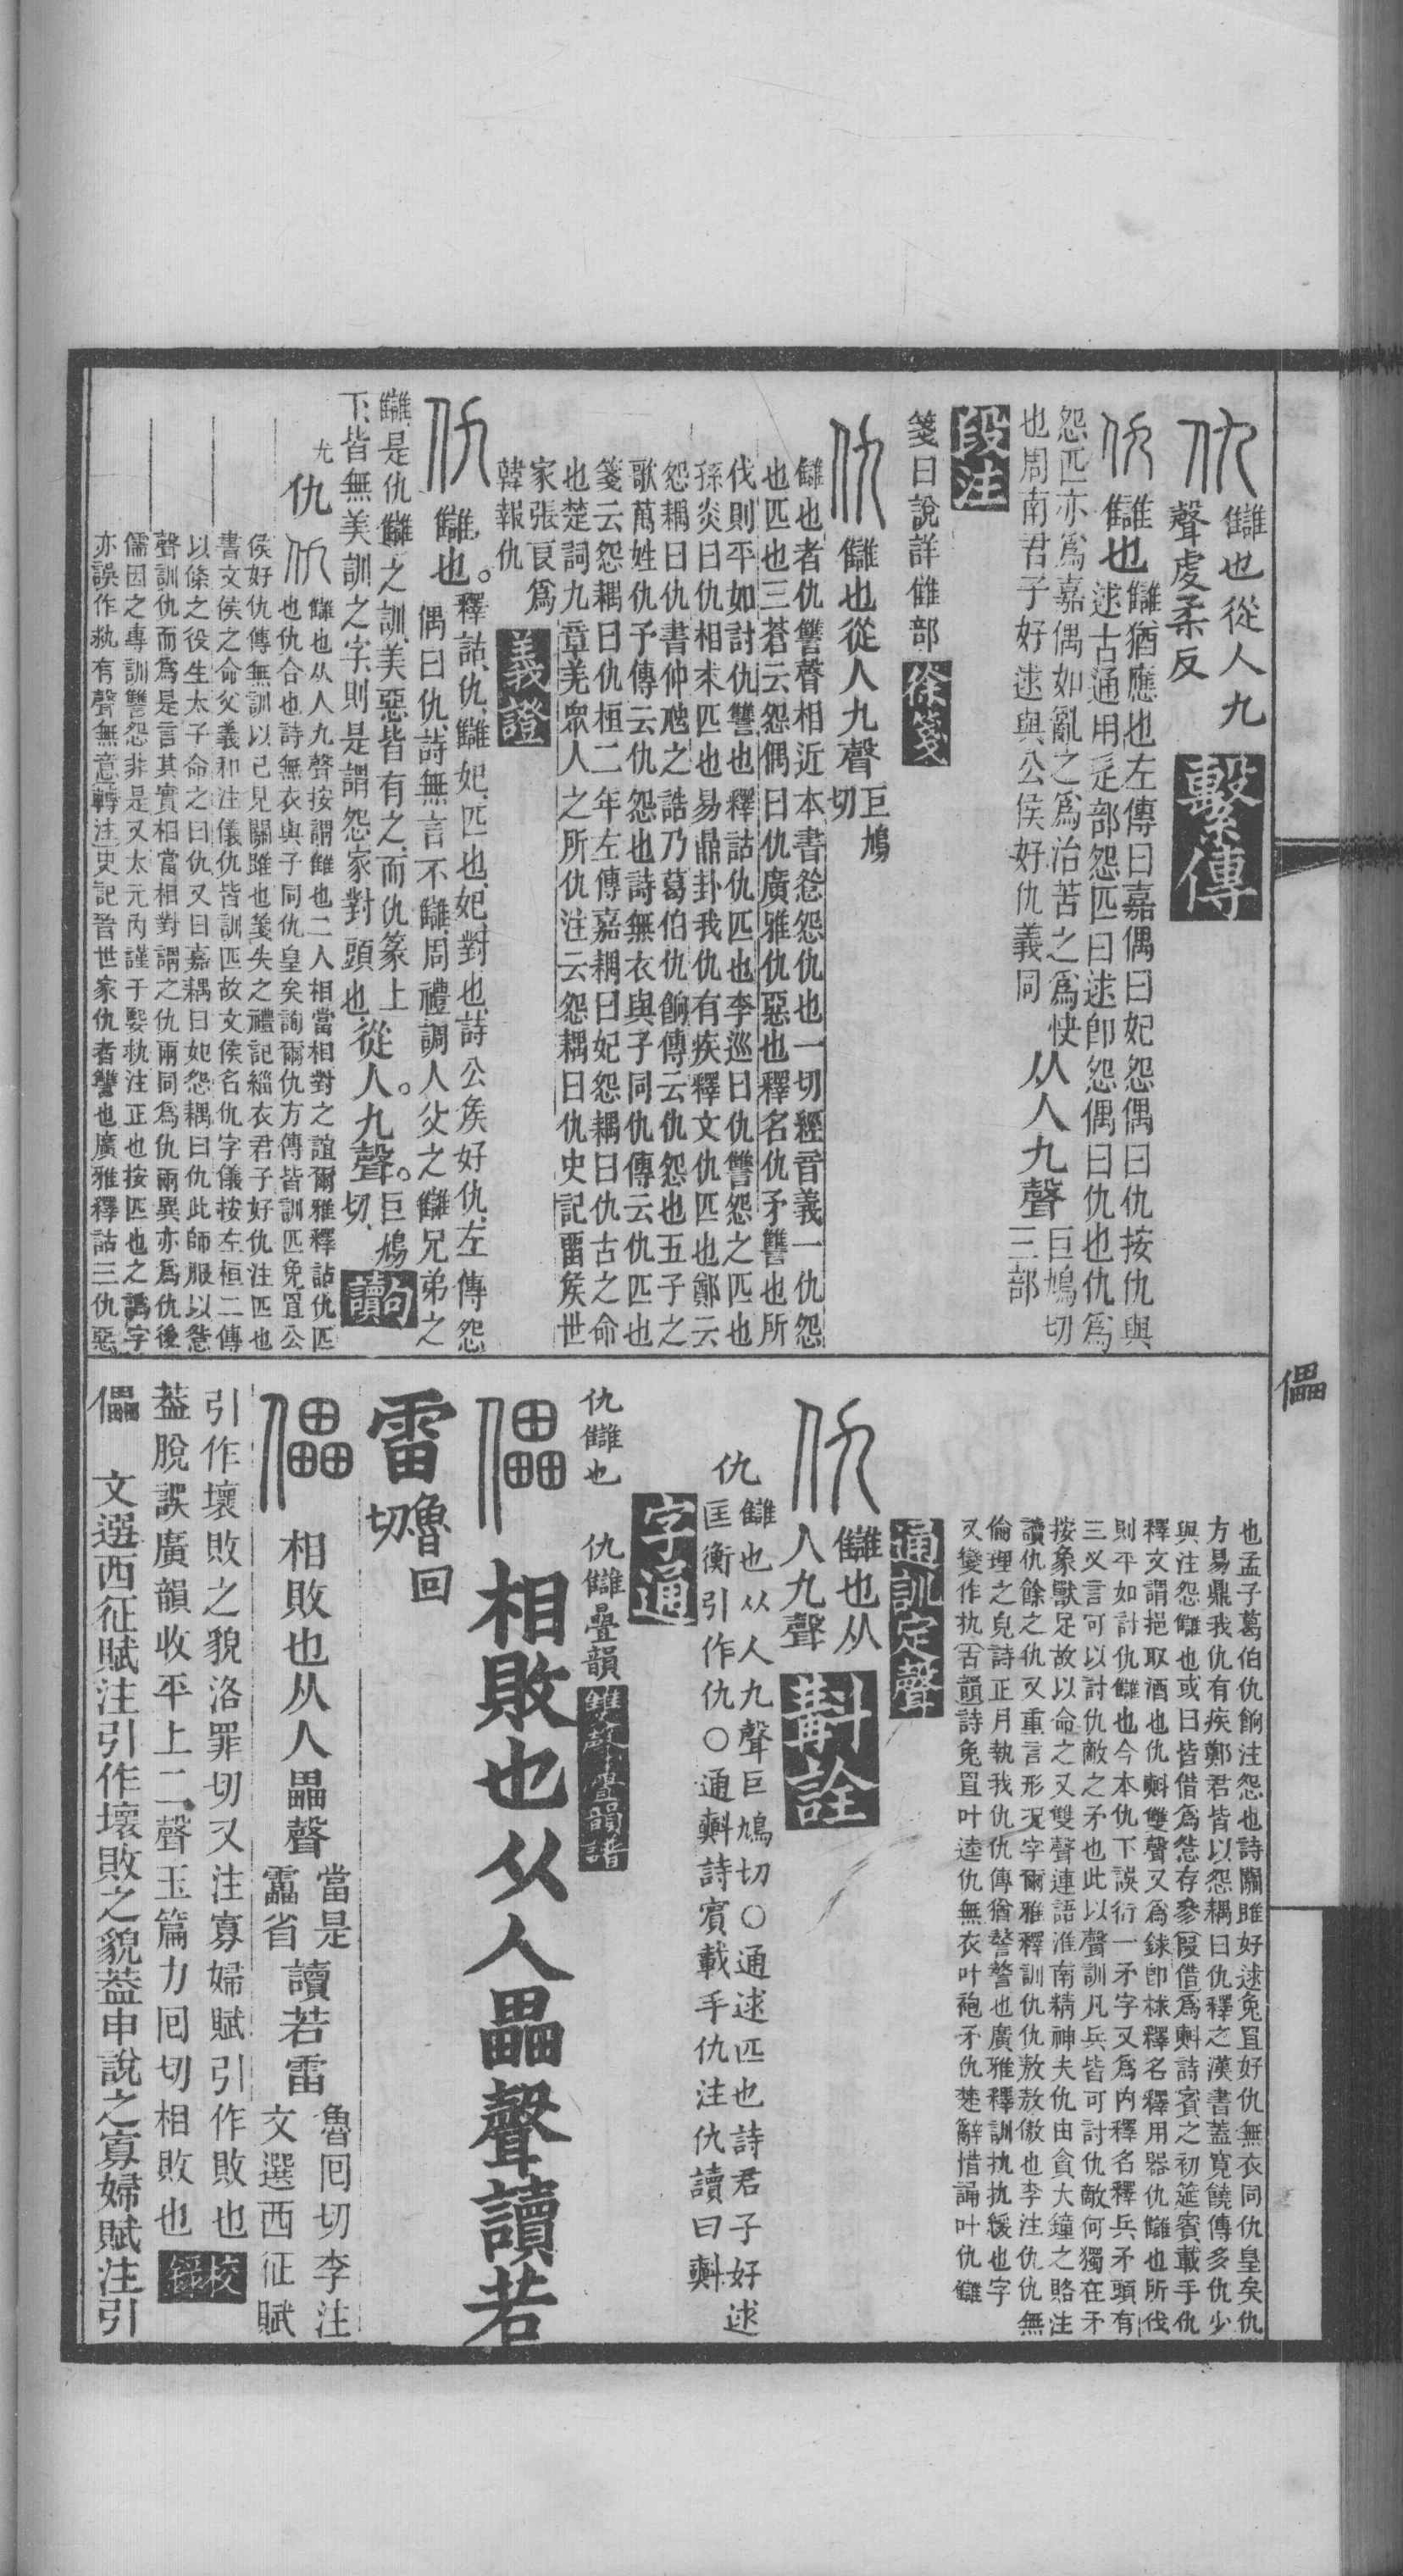 仇讎也從人九
聲虔柔反
繫傳
仇讎也讎猶應也左傳曰嘉偶曰妃怨偶曰仇按仇與
逑古通用辵部怨匹曰逑卽怨偶曰仇也仇爲
怨匹亦爲嘉偶如亂之爲治苦之爲快从人九聲巨鳩切
也周南君子好逑與公侯好仇義同三部
段注
箋曰說詳雔部
徐箋
仇讎也從人九聲巨鳩
切
讎也者仇讐聲相近本書怨怨仇也一切經音義一仇怨
也匹也三蒼云怨偶曰仇廣雅仇惡也釋名仇矛讐也所
伐則平如討仇讐也釋詁仇匹也李巡曰仇讐怨之匹也
孫炎曰仇相求匹也易鼎卦我仇有疾釋文仇匹也鄭云
怨耦曰仇書仲虺之誥乃葛伯仇餉傳云仇怨也五子之
歌萬姓仇予傳云仇怨也詩無衣與子同仇傳云仇匹也
箋云怨耦曰仇桓二年左傳嘉耦曰妃怨耦曰仇古之命
也楚詞九章羌眾人之所仇注云怨耦曰仇史記畱矦世
家張良爲
韓報仇
義證
仇讎也。釋詁、仇、讎、妃、匹也、妃、對也、詩公矦好仇、左傳怨
偶曰仇、詩無言不讎、周禮調人父之讎兄弟之
讎、是仇讎之訓、美惡皆有之、而仇篆上
下、皆無美訓之字、則是謂怨家對頭也從人。九聲。巨鳩
切
句讀
九
仇
仇讎也从人九聲按謂讎也二人相當相對之誼爾雅釋詁仇匹
也仇合也詩無衣與子同仇皇矣詢爾仇方傳皆訓匹兔罝公
侯好仇傳無訓以已見關雎也箋失之禮記緇衣君子好仇注匹也
書文侯之命父義和注儀仇皆訓匹故文侯名仇字儀按左桓二傳
以條之役生太子命之曰仇又曰嘉耦曰妃怨耦曰仇此師服以怨
聲訓仇而爲是言其實相當相對謂之仇兩同爲仇兩異亦爲仇後
儒因之專訓讐怨非是又太元內謹于嬰執注正也按匹也之譌字
亦誤作執有聲無意轉注史記晉世家仇者讐也廣雅釋詁三仇惡
儡
也孟子葛伯仇餉注怨也詩關雎好逑兔罝好仇無衣同仇皇矣仇
方易鼎我仇有疾鄭君皆以怨耦曰仇釋之漢書蓋寬饒傳多仇少
與注怨讎也或曰皆借爲怨存參叚借爲㪺詩賓之初筵賓載手仇
釋文謂挹取酒也仇㪺雙聲又爲銶卽梂釋名釋用器仇讎也所伐
則平如討仇讎也今本仇下誤衍一矛字又爲厹釋名釋兵矛頭有
三叉言可以討仇敵之矛也此以聲訓凡兵皆可討仇敵何獨在矛
按象獸足故以命之又雙聲連語淮南精神夫仇由貪大鐘之賂注
讀仇餘之仇又重言形況字爾雅釋訓仇仇敖敖傲也李注仇仇無
倫理之皃詩正月執我仇仇傳猶謷謷也廣雅釋訓執執緩也字
又變作執古韻詩兔罝叶逵仇無衣叶袍矛仇楚辭惜誦叶仇讎
通訓定聲
仇讎也从
人九聲
斠詮
仇讎也从人九聲巨鳩切○通逑匹也詩君子好逑
匡衡引作仇○通㪺詩賓載手仇注仇讀曰㪺
字通
仇讎也 仇讎疊韻
雙聲疊韻譜
儡相敗也从人畾聲讀若
雷魯回
切
儡相敗也从人畾聲當是
靁省讀若雷魯回切李注
文選西征賦
引作壞敗之貌洛罪切又注寡婦賦引作敗也
葢脫誤廣韻收平上二聲玉篇力回切相敗也
校錄
儡 文選西征賦注引作壞敗之貌葢申說之寡婦賦注引